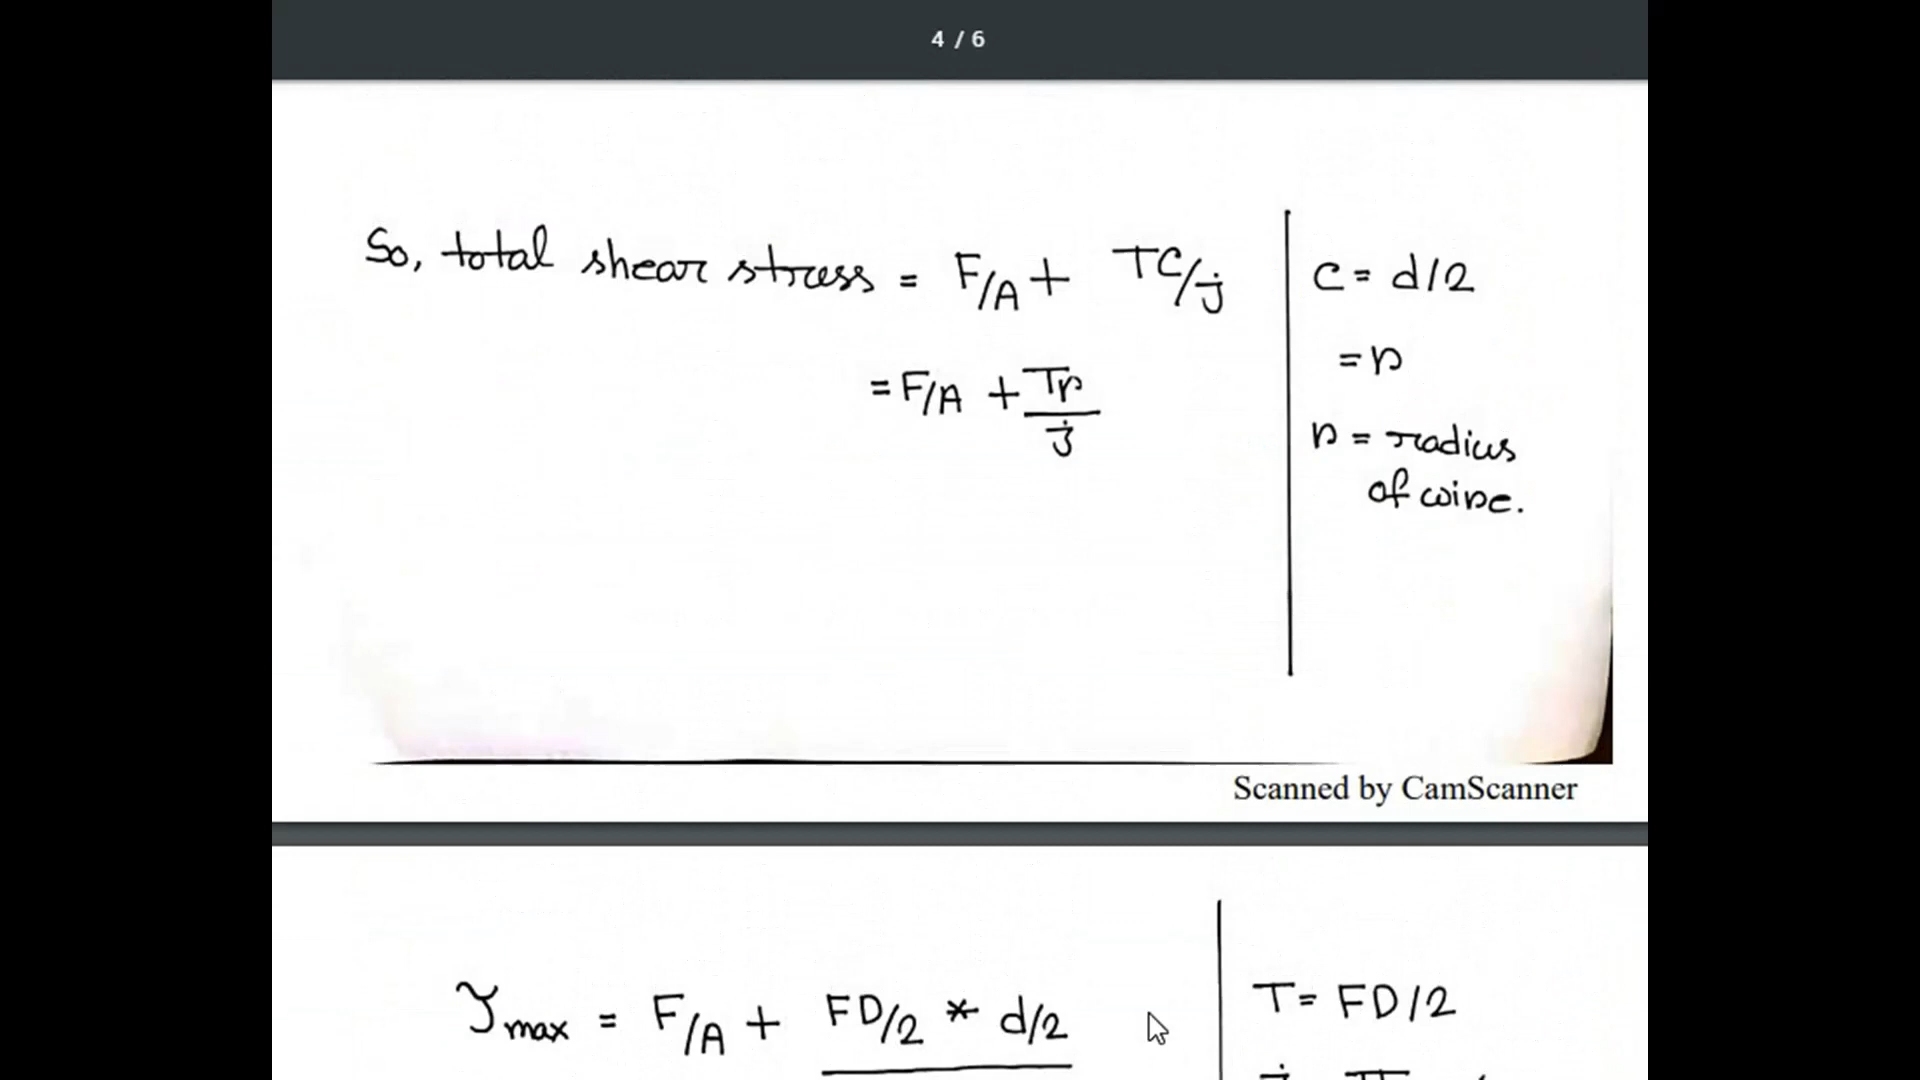 4 / 6
So, total shear stress = F/A + TC/j
= F/A + Tr/j
c = d/2
= r
r = radius
of wire.
Scanned by CamScanner
τmax = F/A + FD/2 * d/2
T = FD/2